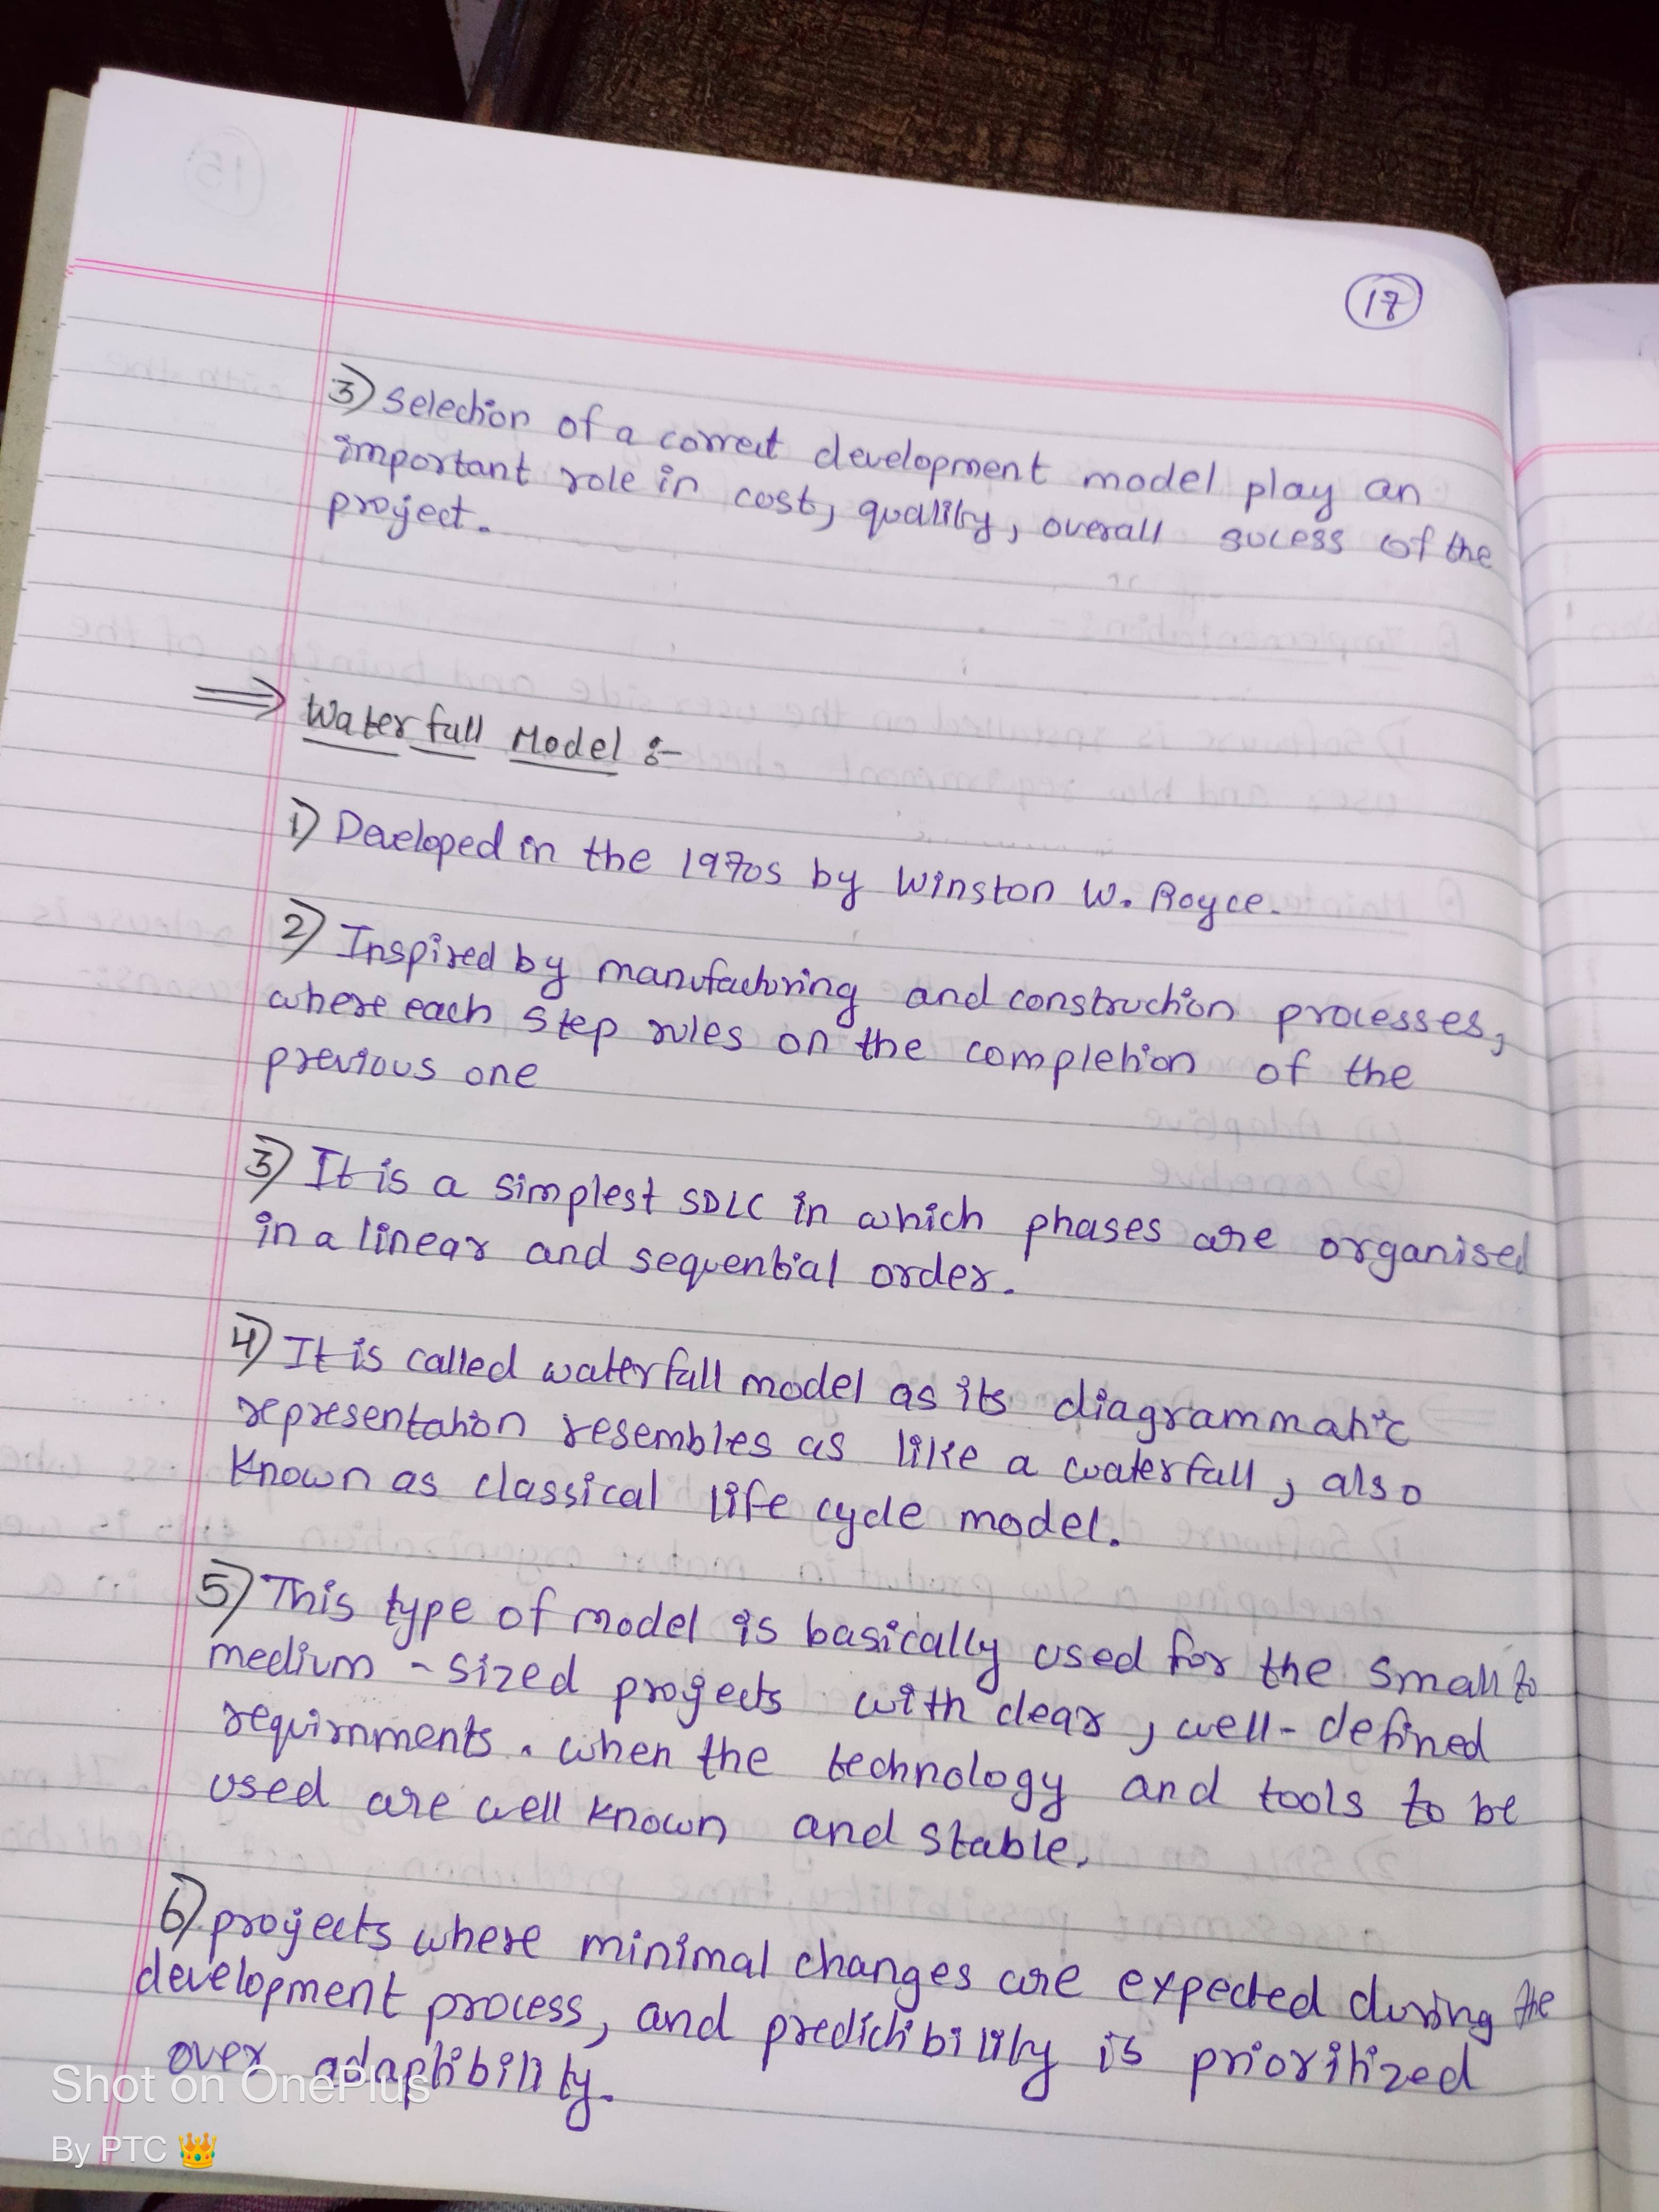 17
3) Selection of a correct development model play an
important role in cost, quality, overall sucess of the
project.
⇒ Waterfall Model :-
1) Developed in the 1970s by Winston W. Royce.
2) Inspired by manufacturing and construction processes,
where each step rules on the completion of the
previous one
3) It is a simplest SDLC in which phases are organised
in a linear and sequential order.
4) It is called waterfall model as its diagrammatic
representation resembles as like a waterfall, also
Known as classical life cycle model.
5) This type of model is basically used for the small to
medium - sized projects with clear, well-defined
requirnments. when the technology and tools to be
used are well known and stable.
6) projects where minimal changes are expected during the
development process, and predictibility is prioritized
over adaptibility.
Shot on OnePlus
By PTC 👑